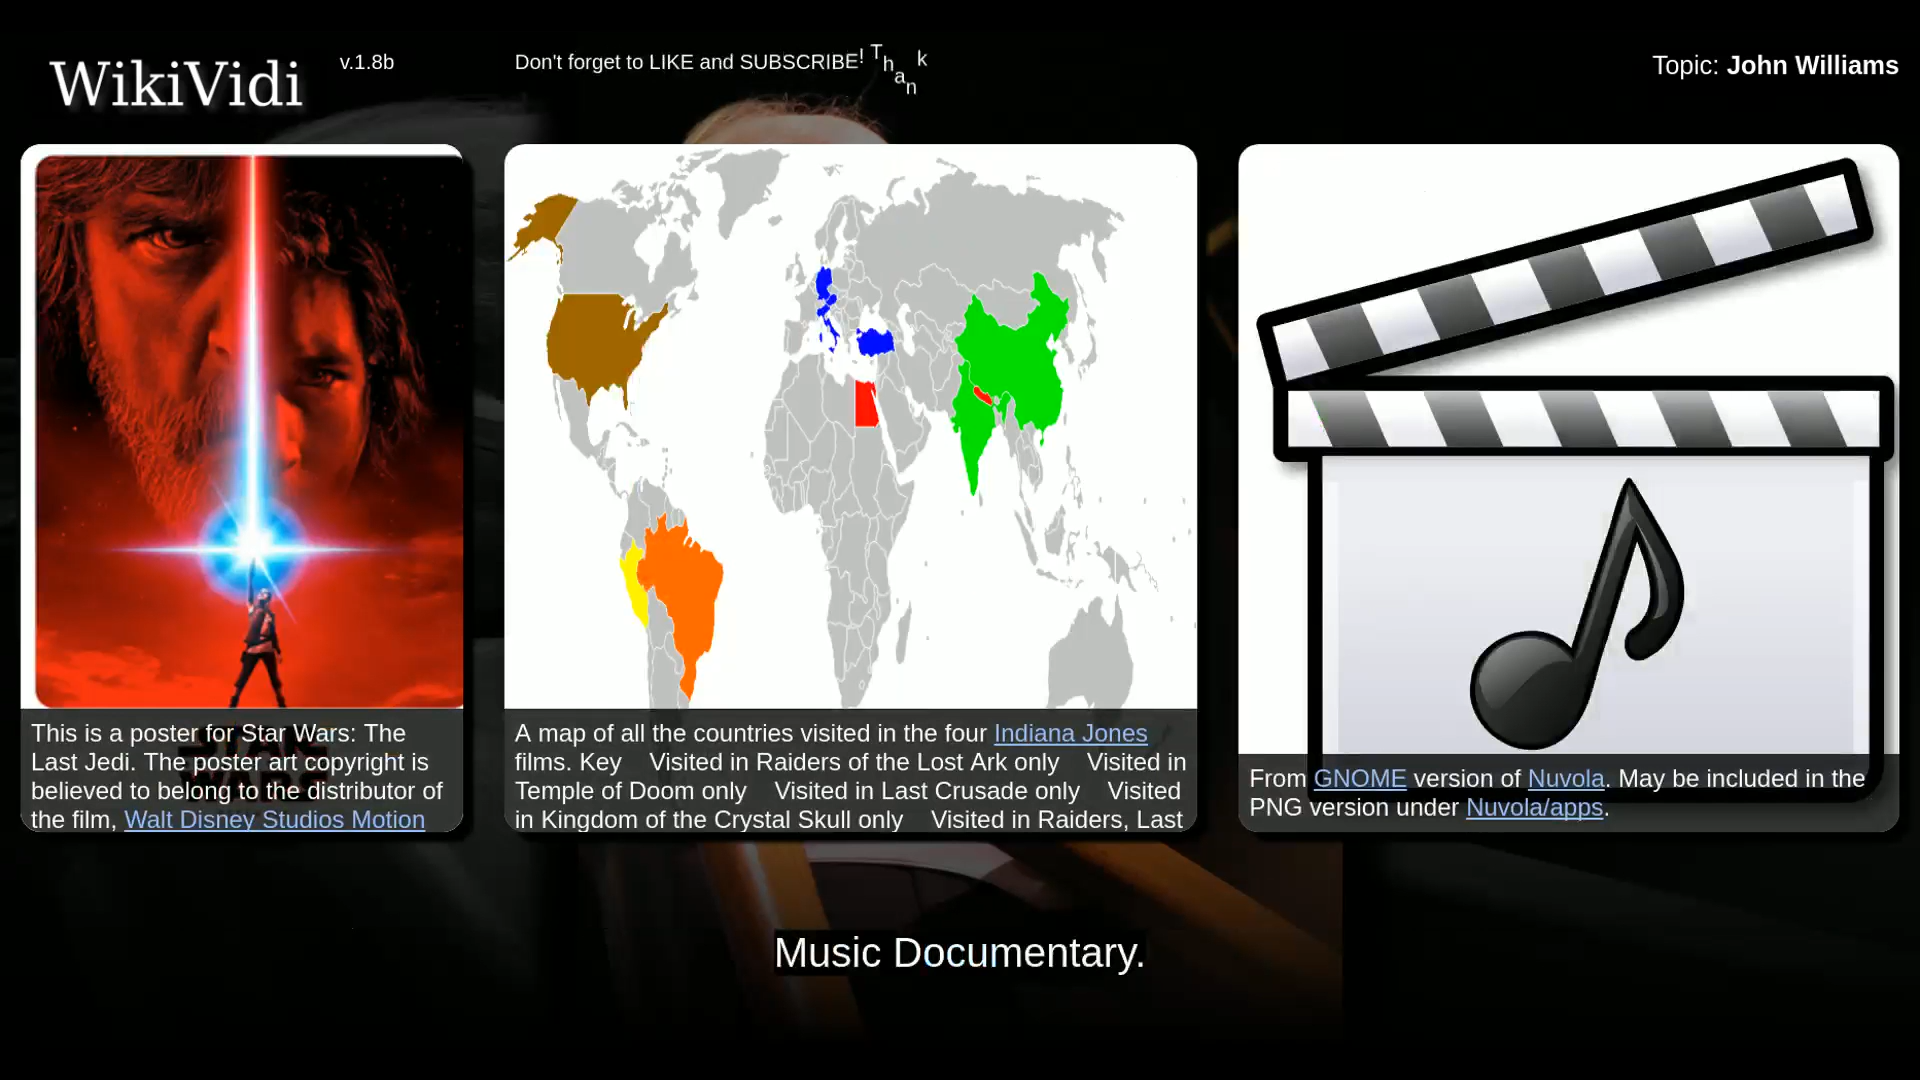 WikiVidi
v.1.8b
Don't forget to LIKE and SUBSCRIBE! Thank
Topic: John Williams
This is a poster for Star Wars: The
Last Jedi. The poster art copyright is
believed to belong to the distributor of
the film, Walt Disney Studios Motion
STAR
WARS
A map of all the countries visited in the four Indiana Jones
films. Key Visited in Raiders of the Lost Ark only Visited in
Temple of Doom only Visited in Last Crusade only Visited
in Kingdom of the Crystal Skull only Visited in Raiders, Last
From GNOME version of Nuvola. May be included in the
PNG version under Nuvola/apps.
Music Documentary.